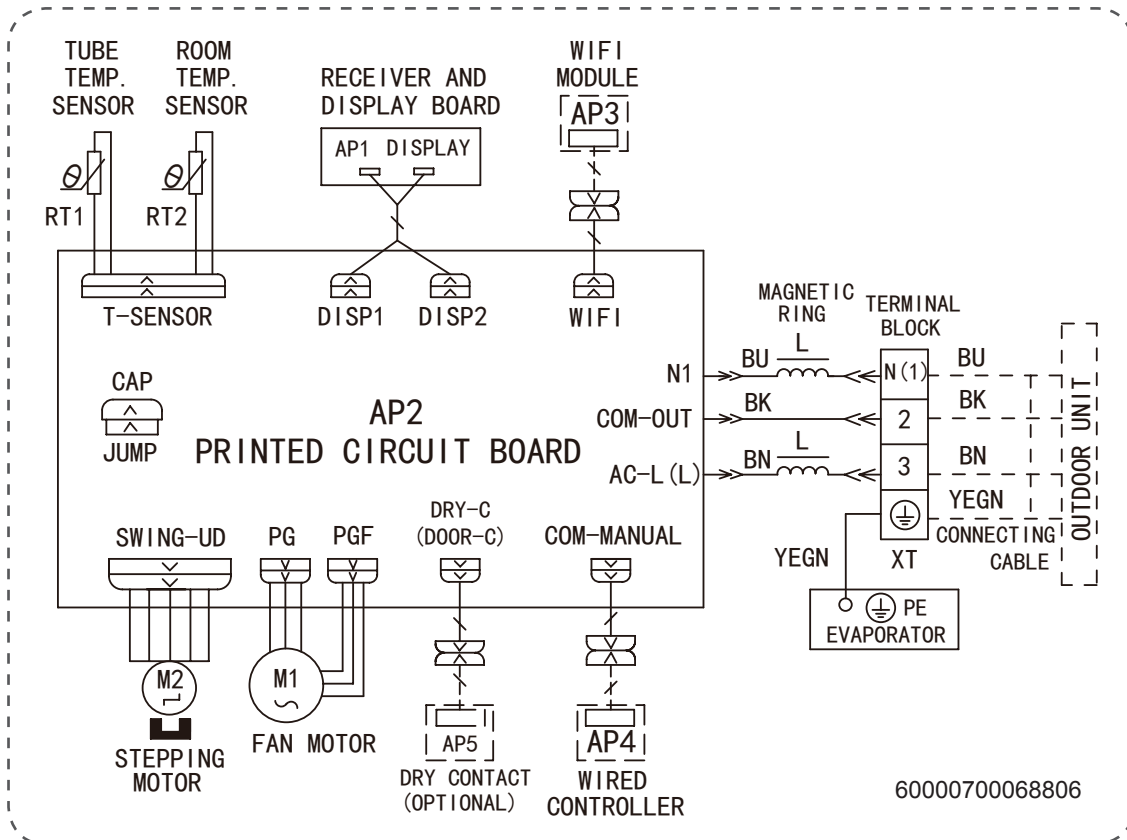 TUBE
TEMP.
SENSOR
ROOM
TEMP.
SENSOR
RECEIVER AND
DISPLAY BOARD
WIFI
MODULE
AP1 DISPLAY
AP3
RT1
RT2
T-SENSOR
DISP1
DISP2
WIFI
MAGNETIC
RING
TERMINAL
BLOCK
CAP
JUMP
AP2
PRINTED CIRCUIT BOARD
N1
BU
L
N(1)
BU
COM-OUT
BK
2
BK
AC-L(L)
BN
L
3
BN
YEGN
OUTDOOR UNIT
CONNECTING
CABLE
XT
YEGN
PE
EVAPORATOR
SWING-UD
PG
PGF
DRY-C
(DOOR-C)
COM-MANUAL
M2
STEPPING
MOTOR
M1
FAN MOTOR
AP5
DRY CONTACT
(OPTIONAL)
AP4
WIRED
CONTROLLER
60000700068806